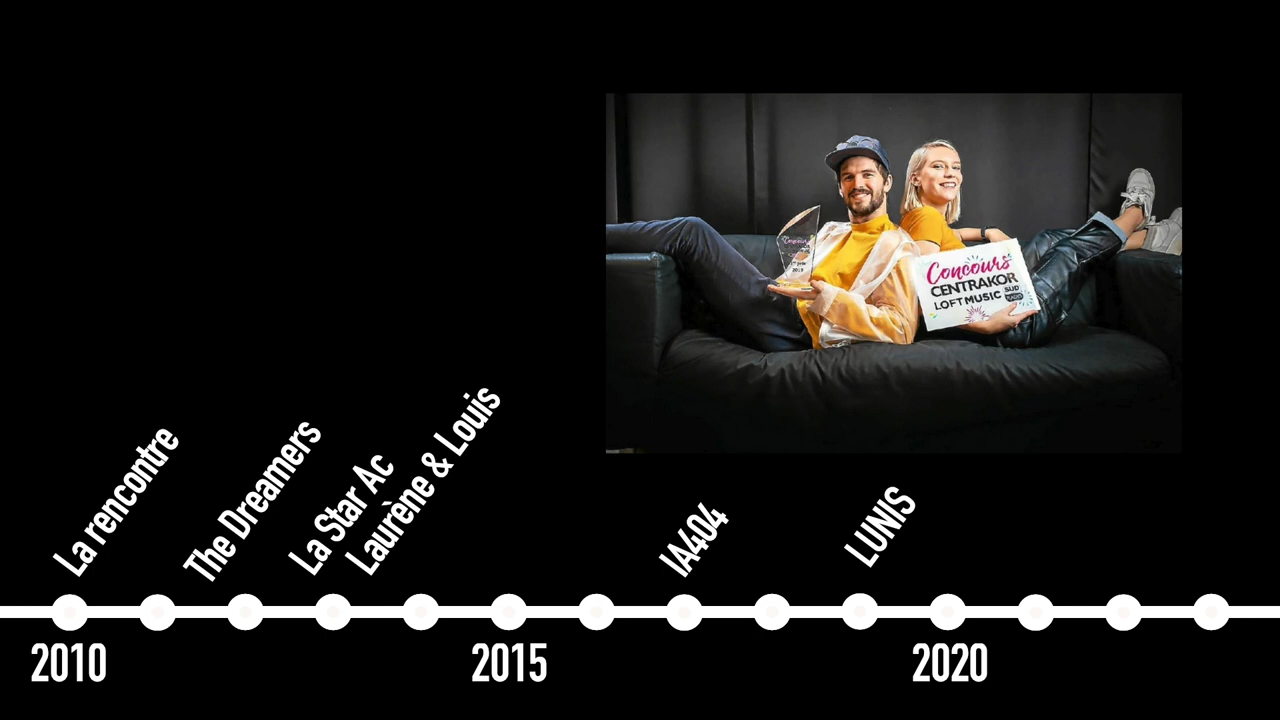 Concours
CENTRAKOR
LOFT MUSIC
SUD
RADIO
La rencontre
The Dreamers
La Star Ac
Laurène & Louis
IA404
LUNIS
2010
2015
2020